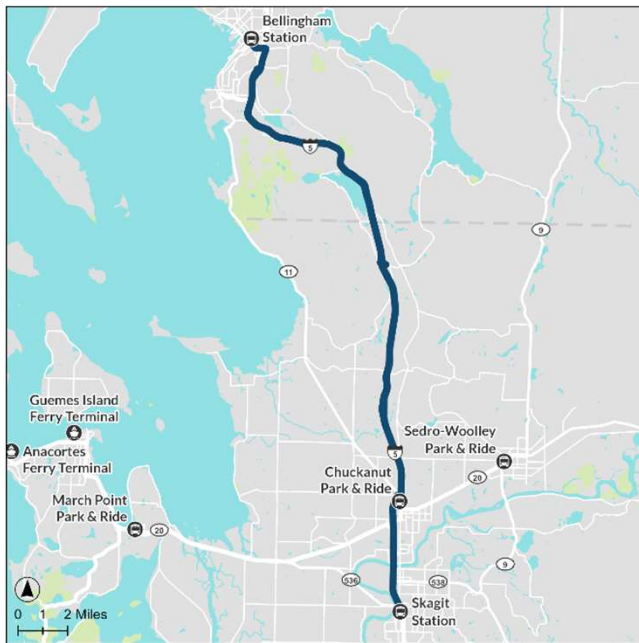 Bellingham
Station
5
9
11
Guemes Island
Ferry Terminal
Anacortes
Ferry Terminal
Sedro-Woolley
Park & Ride
5
Chuckanut
Park & Ride
20
March Point
Park & Ride
20
9
536
538
Skagit
Station
0 1 2 Miles